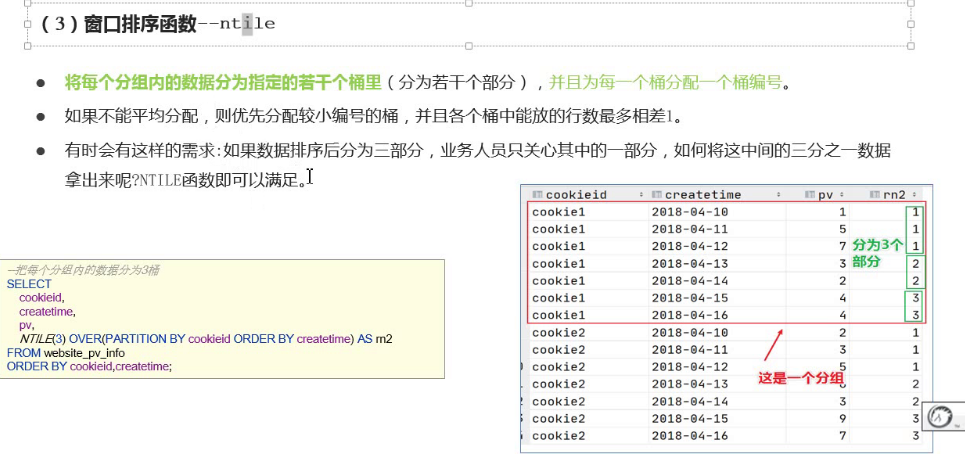 （3）窗口排序函数--ntile
● 将每个分组内的数据分为指定的若干个桶里（分为若干个部分），并且为每一个桶分配一个桶编号。
● 如果不能平均分配，则优先分配较小编号的桶，并且各个桶中能放的行数最多相差1。
● 有时会有这样的需求:如果数据排序后分为三部分，业务人员只关心其中的一部分，如何将这中间的三分之一数据
拿出来呢?NTILE函数即可以满足。
--把每个分组内的数据分为3桶
SELECT
cookieid,
createtime,
pv,
NTILE(3) OVER(PARTITION BY cookieid ORDER BY createtime) AS rn2
FROM website_pv_info
ORDER BY cookieid,createtime;
cookieid createtime pv rn2
cookie1 2018-04-10 1 1
cookie1 2018-04-11 5 1
cookie1 2018-04-12 7 1
cookie1 2018-04-13 3 2
cookie1 2018-04-14 2 2
cookie1 2018-04-15 4 3
cookie1 2018-04-16 4 3
cookie2 2018-04-10 2 1
cookie2 2018-04-11 3 1
cookie2 2018-04-12 5 1
cookie2 2018-04-13 2
cookie2 2018-04-14 3 2
cookie2 2018-04-15 9 3
cookie2 2018-04-16 7 3
分为3个
部分
这是一个分组